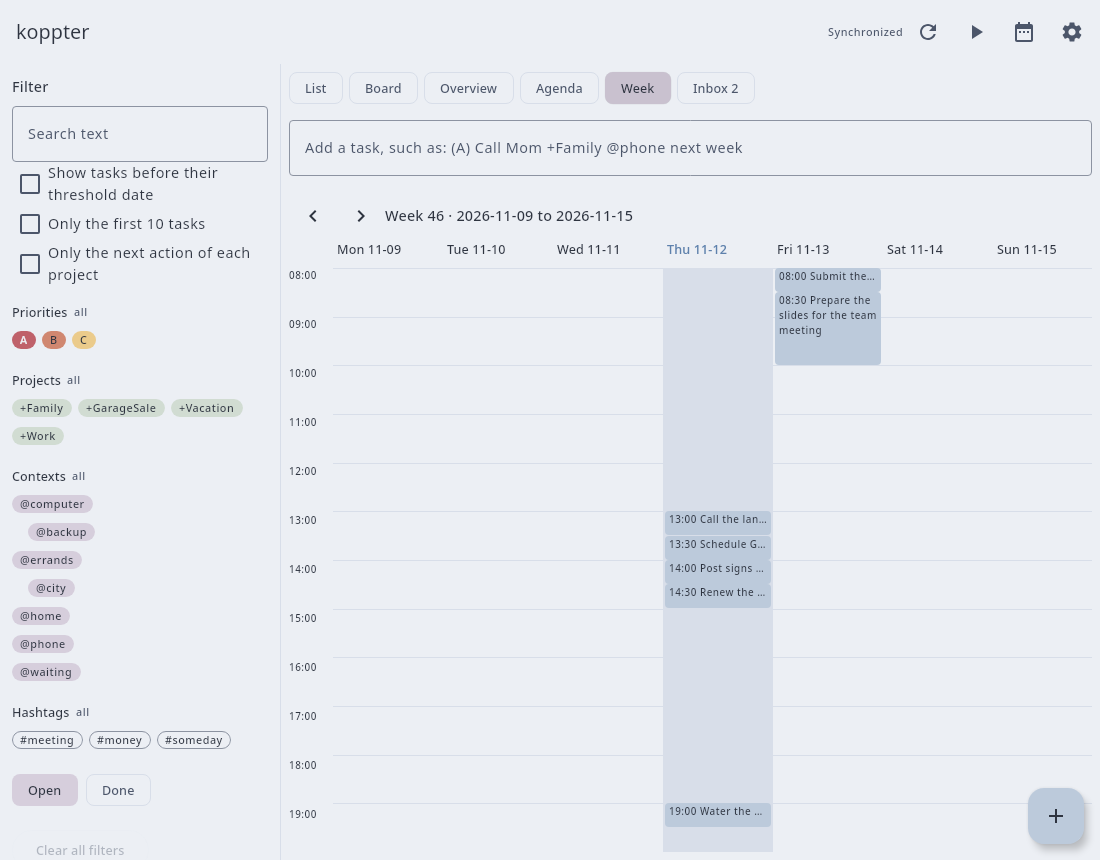 koppter
Synchronized
Filter
Search text
Show tasks before their
threshold date
Only the first 10 tasks
Only the next action of each
project
Priorities all
A B C
Projects all
+Family +GarageSale +Vacation
+Work
Contexts all
@computer
@backup
@errands
@city
@home
@phone
@waiting
Hashtags all
#meeting #money #someday
Open Done
Clear all filters
List Board Overview Agenda Week Inbox 2
Add a task, such as: (A) Call Mom +Family @phone next week
Week 46 · 2026-11-09 to 2026-11-15
Mon 11-09 Tue 11-10 Wed 11-11 Thu 11-12 Fri 11-13 Sat 11-14 Sun 11-15
08:00
08:00 Submit the…
08:30 Prepare the
slides for the team
meeting
09:00
10:00
11:00
12:00
13:00
13:00 Call the lan…
13:30 Schedule G…
14:00
14:00 Post signs …
14:30 Renew the …
15:00
16:00
17:00
18:00
19:00
19:00 Water the …